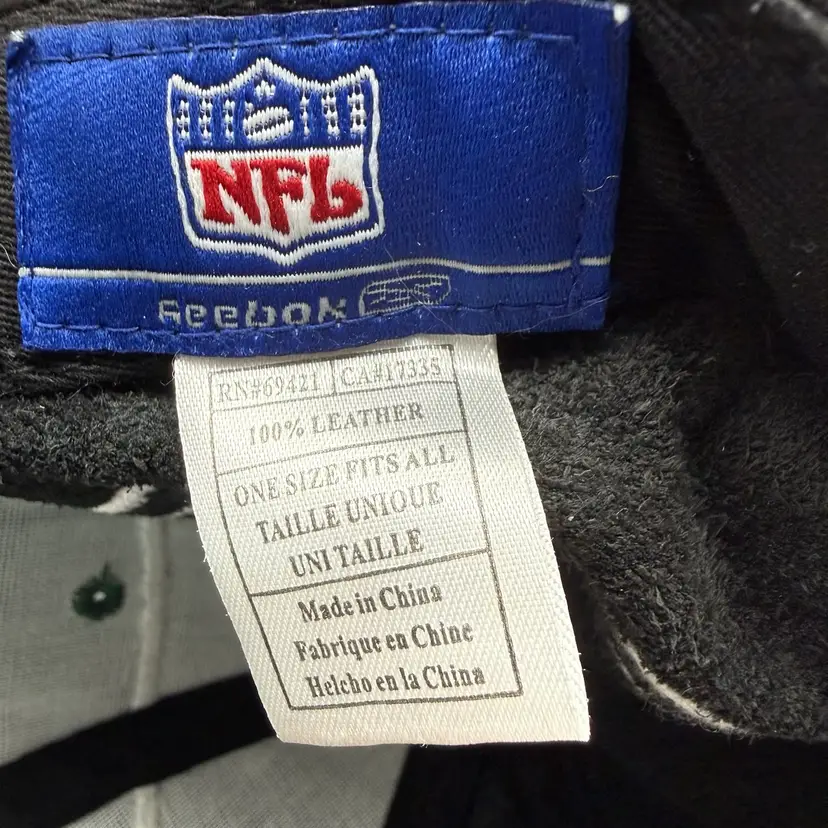 NFL
Reebok
RN#69421 CA#17335
100% LEATHER
ONE SIZE FITS ALL
TAILLE UNIQUE
UNI TAILLE
Made in China
Fabrique en Chine
Helcho en la China